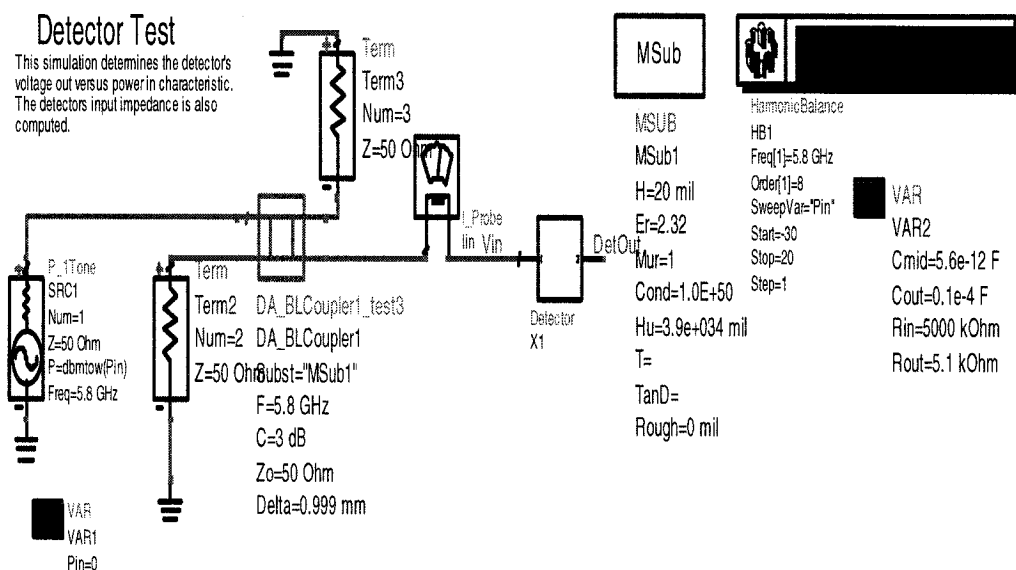 Detector Test
This simulation determines the detector's
voltage out versus power in characteristic.
The detectors input impedance is also
computed.
Term
Term3
Num=3
Z=50 Ohm
MSub
MSUB
MSub1
H=20 mil
Er=2.32
Mur=1
Cond=1.0E+50
Hu=3.9e+034 mil
T=
TanD=
Rough=0 mil
HarmonicBalance
HB1
Freq[1]=5.8 GHz
Order[1]=8
SweepVar="Pin"
Start=-30
Stop=20
Step=1
VAR
VAR2
Cmid=5.6e-12 F
Cout=0.1e-4 F
Rin=5000 kOhm
Rout=5.1 kOhm
I_Probe
Iin
Vin
DetOut
1
2
Detector
X1
P_1Tone
SRC1
Num=1
Z=50 Ohm
P=dbmtow(Pin)
Freq=5.8 GHz
Term
Term2
Num=2
Z=50 Ohm
DA_BLCoupler1_test3
DA_BLCoupler1
Subst="MSub1"
F=5.8 GHz
C=3 dB
Zo=50 Ohm
Delta=0.999 mm
VAR
VAR1
Pin=0